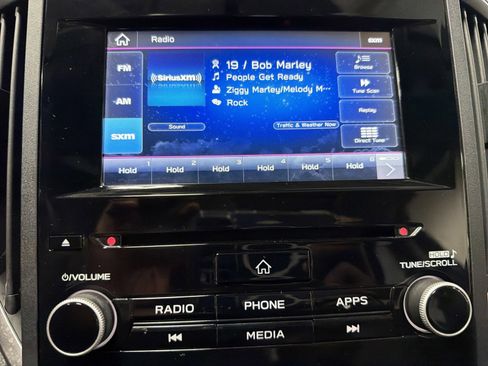 Radio
sxm
FM
AM
sxm
((SiriusXM))
19 / Bob Marley
People Get Ready
Ziggy Marley/Melody M···
Rock
Browse
Tune Scan
Replay
Direct Tune
Sound
Traffic & Weather Now
1 2 3 4 5 6
Hold Hold Hold Hold Hold Hold
VOLUME
HOLD
TUNE/SCROLL
RADIO PHONE APPS
MEDIA